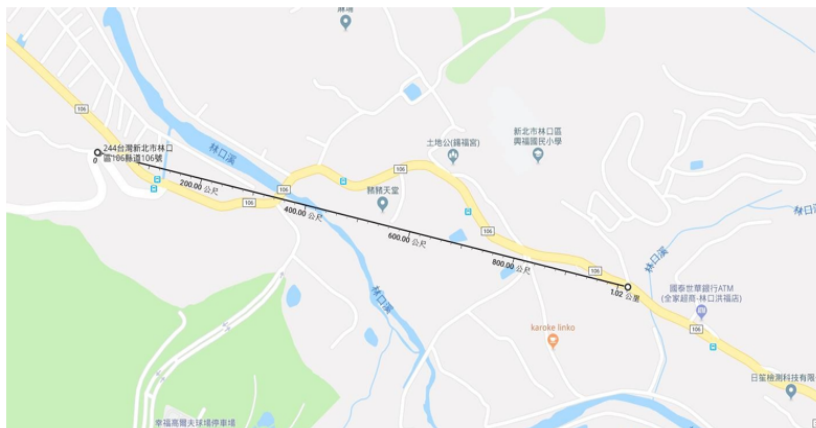 麻瑞
106
106
林口溪
244台灣新北市林口
區106縣道106號
0
土地公(鍾福宮)
新北市林口區
興福國民小學
106
200.00 公尺
106
豬豬天堂
106
400.00 公尺
林口溪
600.00 公尺
106
800.00 公尺
106
1.02 公里
林口溪
林口溪
國泰世華銀行ATM
(全家超商-林口洪福店)
106
karoke linko
日笙檢測科技有限
幸福高爾夫球場停車場